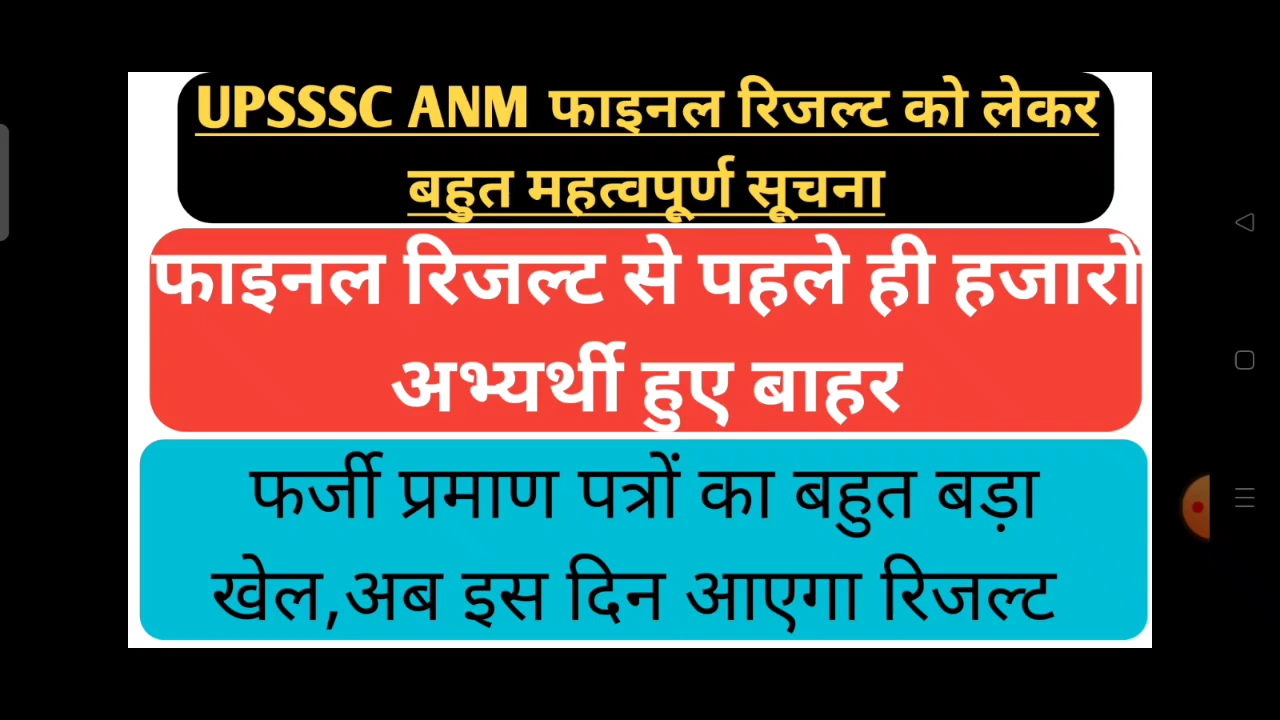 UPSSSC ANM फाइनल रिजल्ट को लेकर
बहुत महत्वपूर्ण सूचना
फाइनल रिजल्ट से पहले ही हजारो
अभ्यर्थी हुए बाहर
फर्जी प्रमाण पत्रों का बहुत बड़ा
खेल,अब इस दिन आएगा रिजल्ट